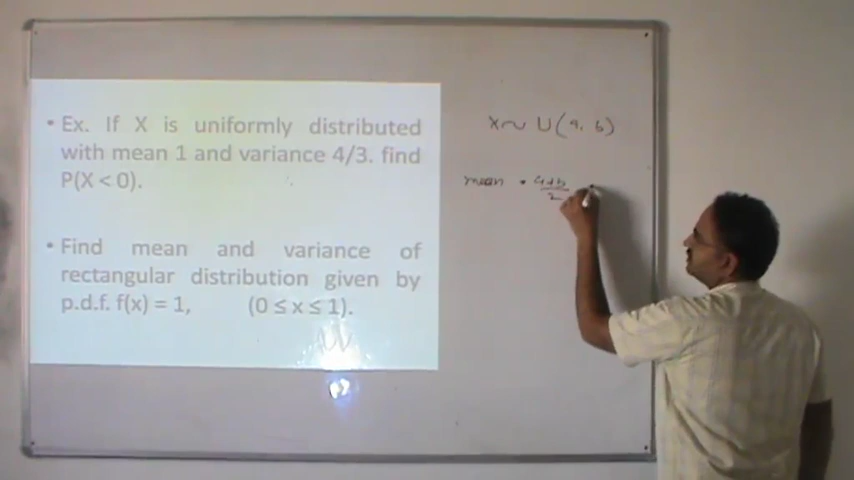 • Ex. If X is uniformly distributed
with mean 1 and variance 4/3. find
P(X < 0).
• Find mean and variance of
rectangular distribution given by
p.d.f. f(x) = 1, (0 ≤ x ≤ 1).
X ~ U(a, b)
mean = a+b/2